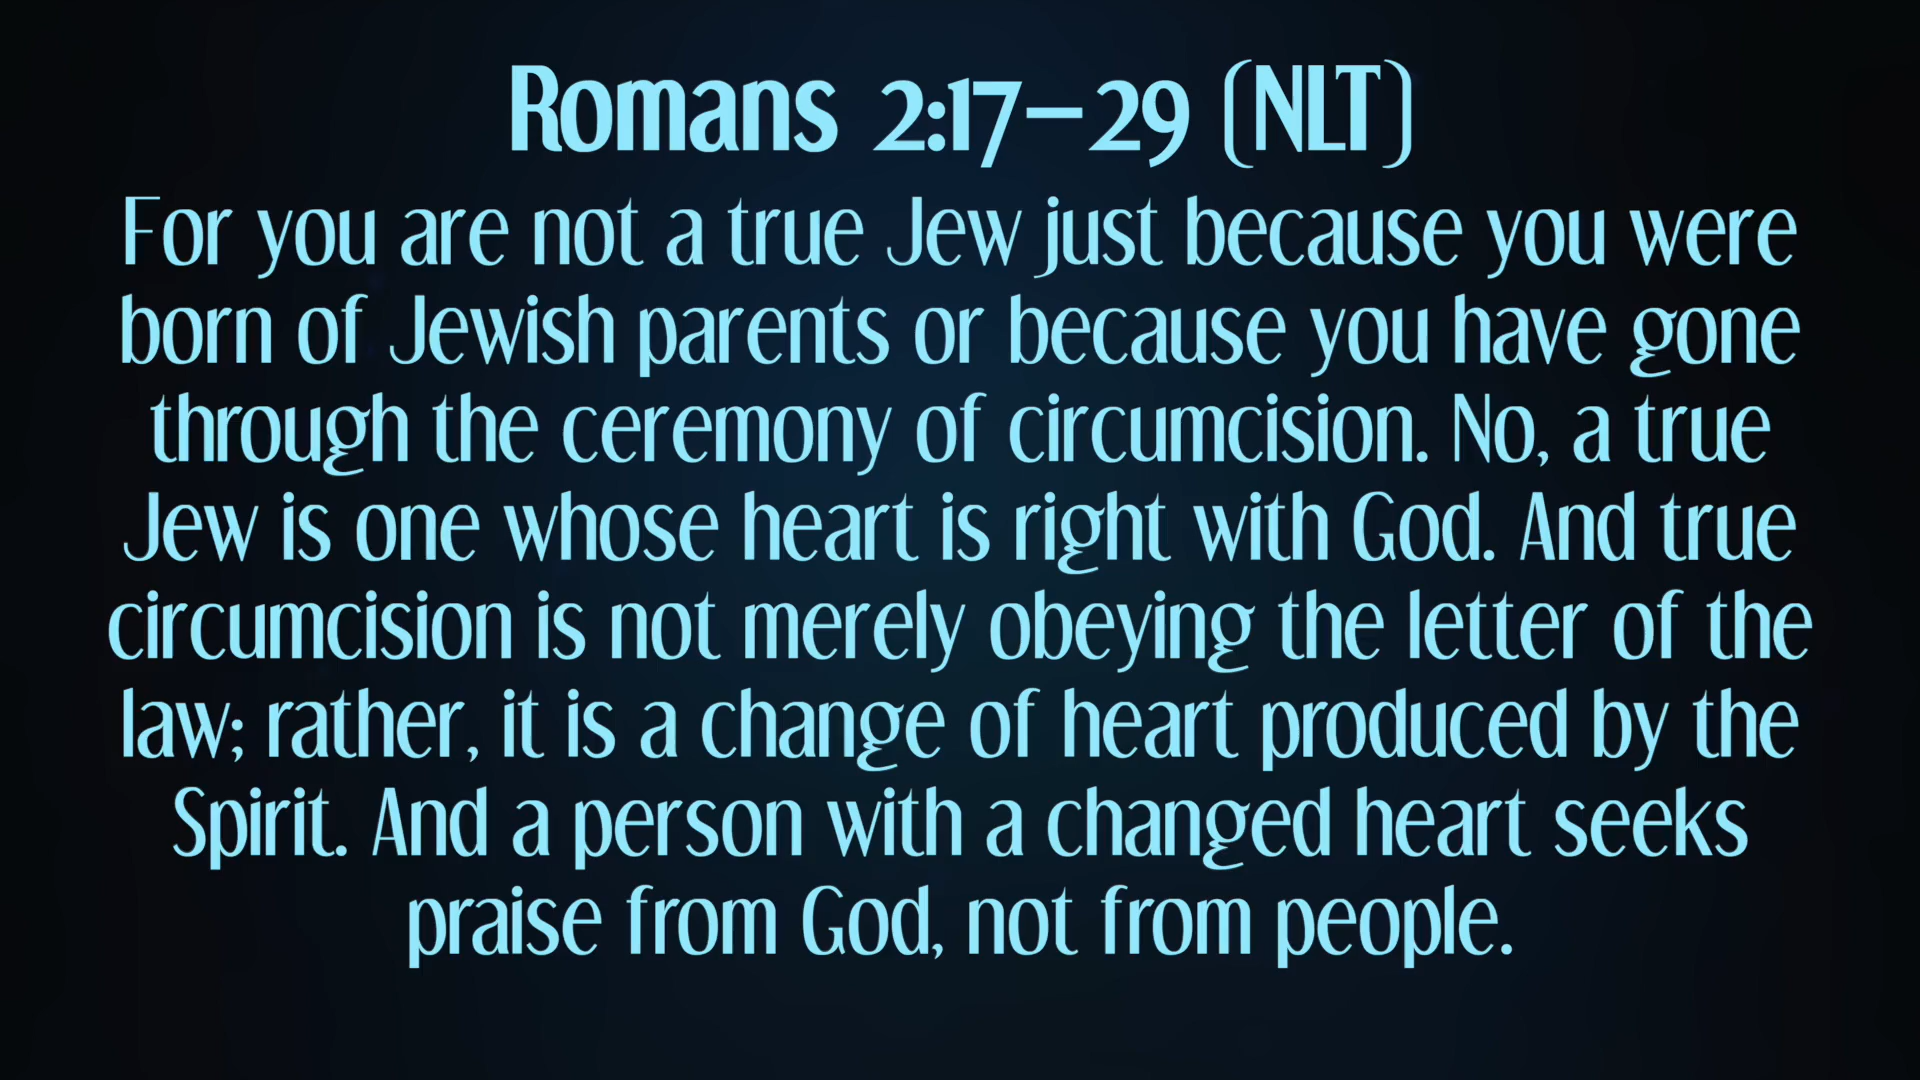 Romans 2:17–29 (NLT)
For you are not a true Jew just because you were
born of Jewish parents or because you have gone
through the ceremony of circumcision. No, a true
Jew is one whose heart is right with God. And true
circumcision is not merely obeying the letter of the
law; rather, it is a change of heart produced by the
Spirit. And a person with a changed heart seeks
praise from God, not from people.